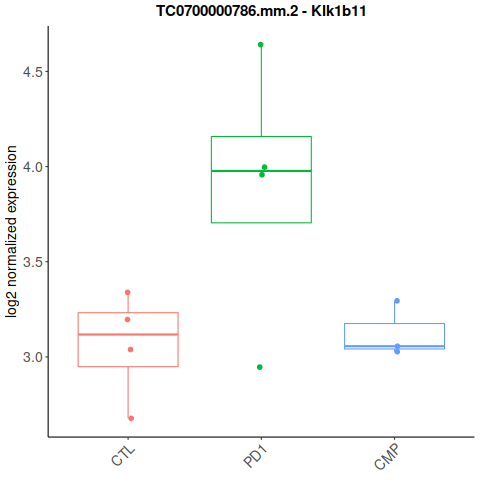 TC0700000786.mm.2 - Klk1b11
log2 normalized expression
4.5
4.0
3.5
3.0
CTL
PD1
CMP